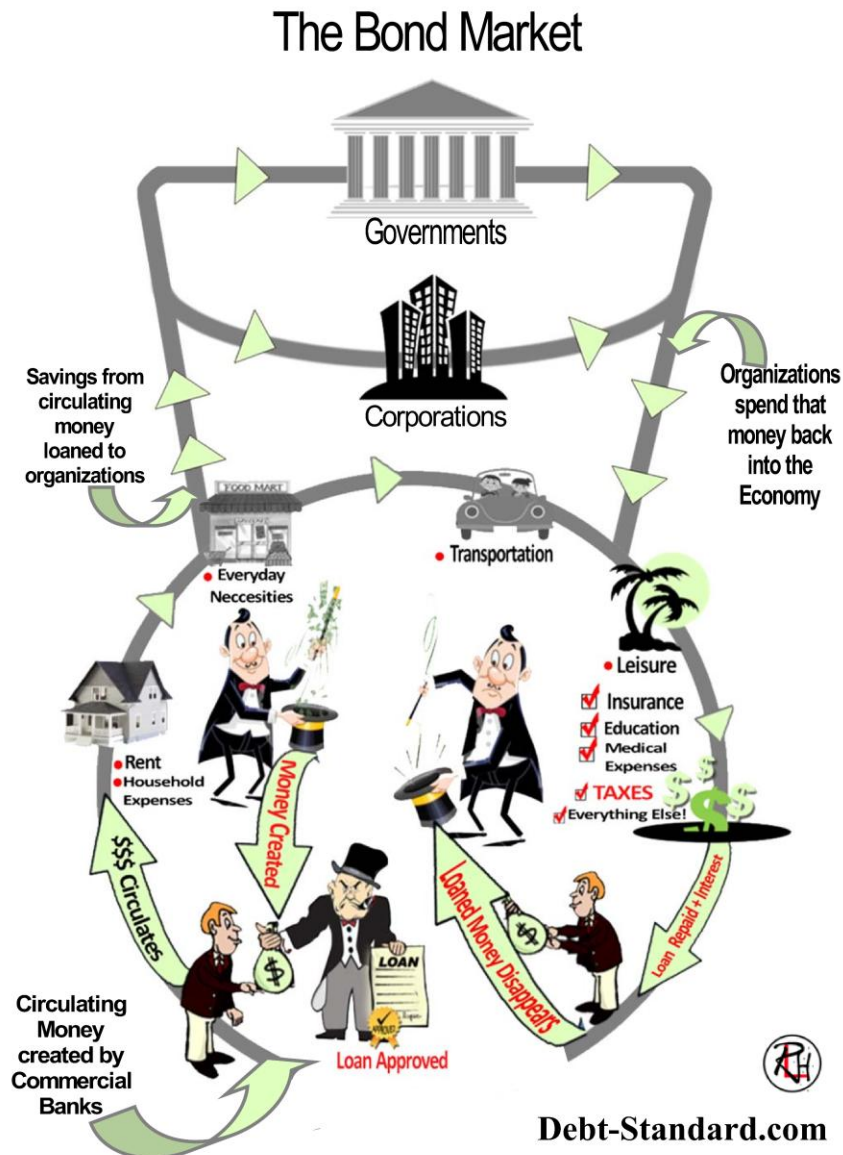 The Bond Market
Governments
Corporations
Savings from
circulating
money
loaned to
organizations
Organizations
spend that
money back
into the
Economy
FOOD MART
Everyday
Neccesities
Transportation
Leisure
Insurance
Education
Medical
Expenses
TAXES
Everything Else!
Rent
Household
Expenses
Money Created
$$$ Circulates
$
LOAN
APPROVED
Loan Approved
Loaned Money Disappears
$
Loan Repaid + Interest
$ $ $ $
Circulating
Money
created by
Commercial
Banks
RLH
Debt-Standard.com